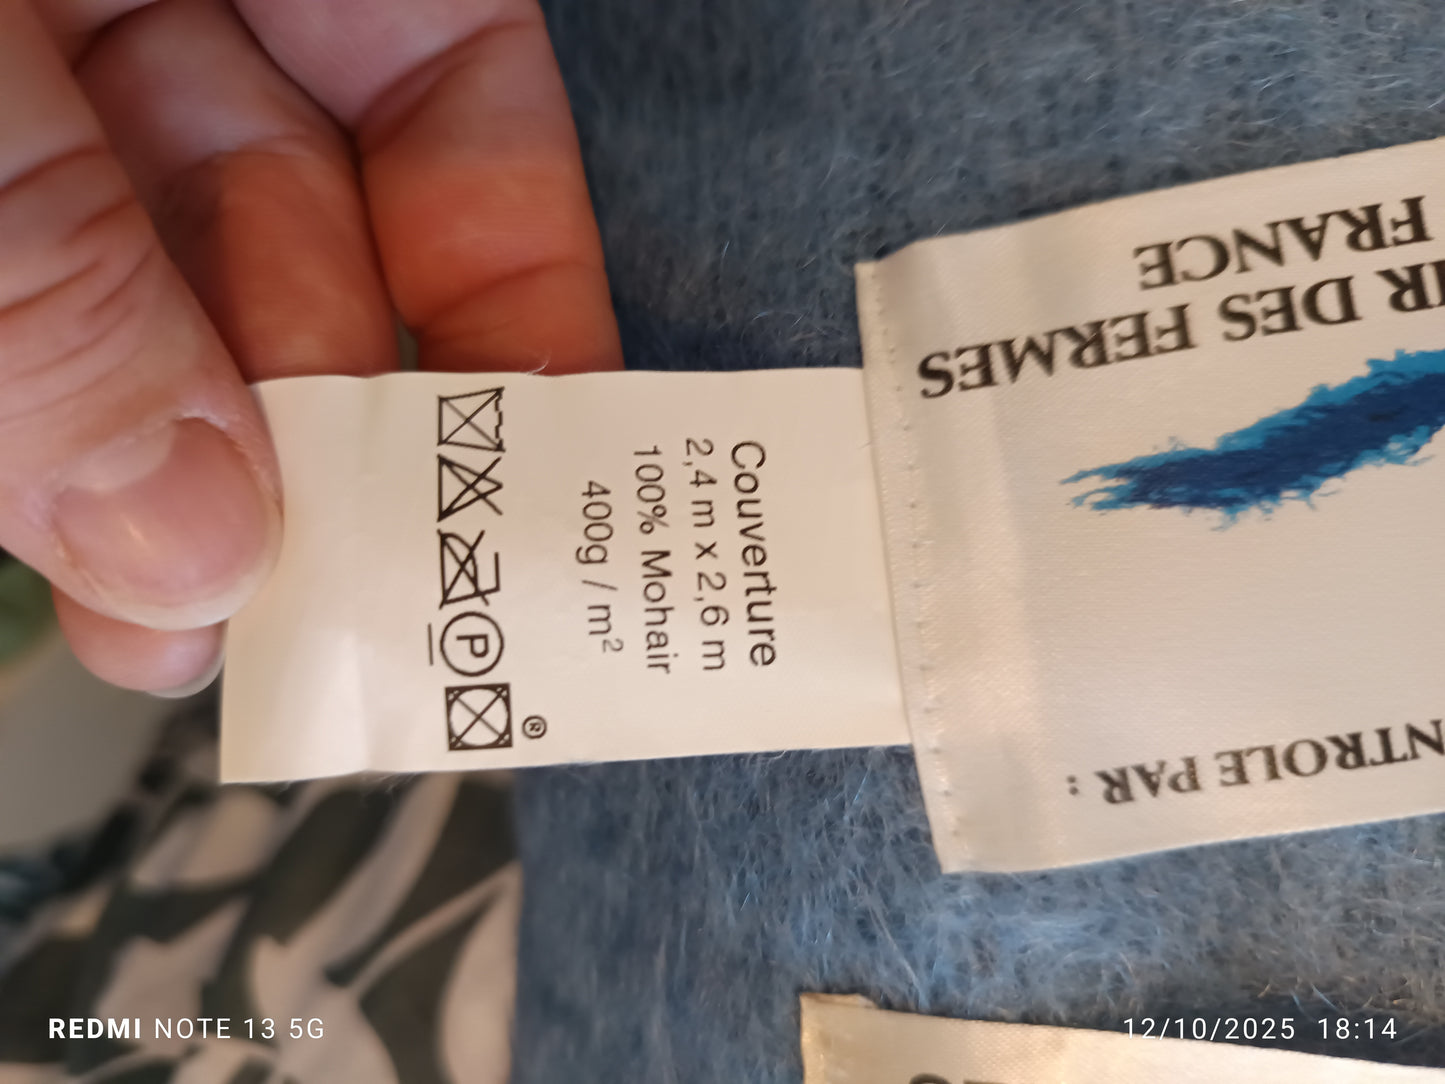 Couverture
2,4 m x 2,6 m
100% Mohair
400g / m²
P
®
FRANCE
DES FERMES
PAR :
REDMI NOTE 13 5G
12/10/2025 18:14